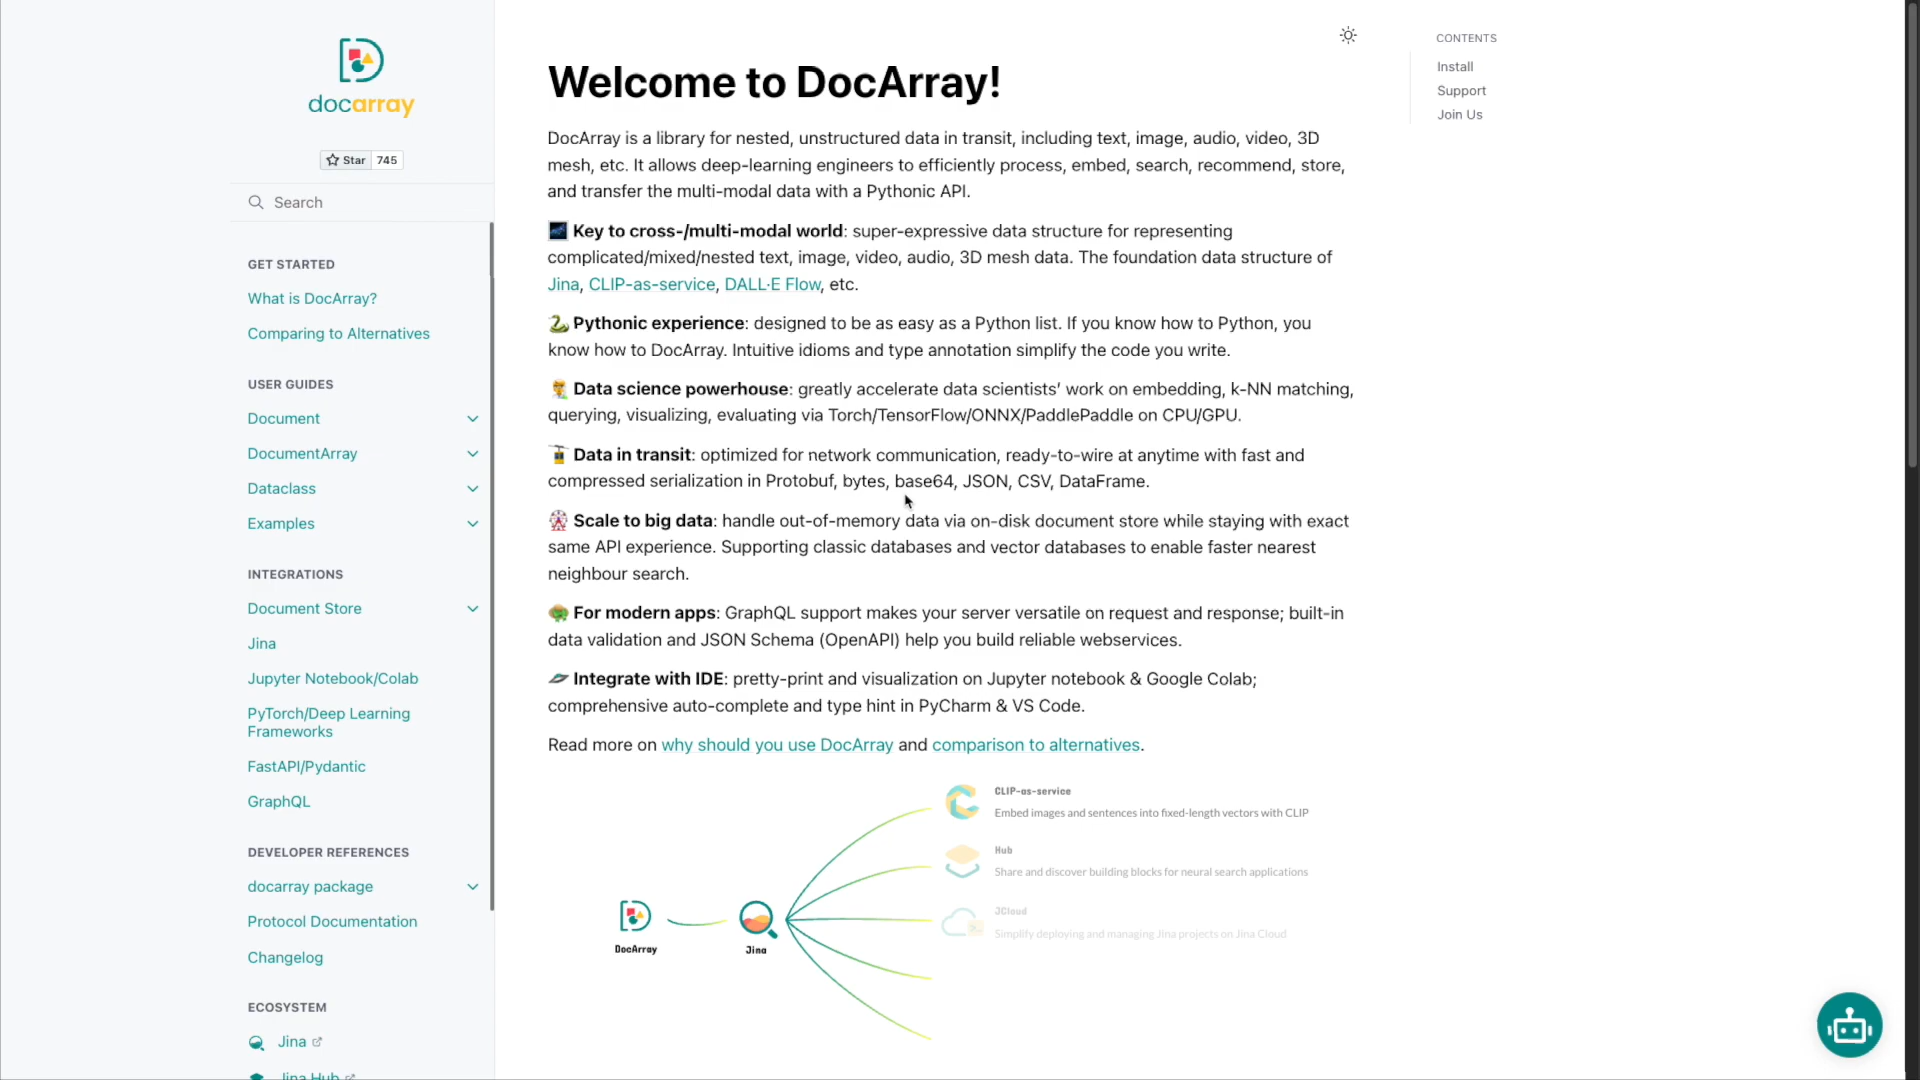 docarray
Star 745
Search
GET STARTED
What is DocArray?
Comparing to Alternatives
USER GUIDES
Document
DocumentArray
Dataclass
Examples
INTEGRATIONS
Document Store
Jina
Jupyter Notebook/Colab
PyTorch/Deep Learning
Frameworks
FastAPI/Pydantic
GraphQL
DEVELOPER REFERENCES
docarray package
Protocol Documentation
Changelog
ECOSYSTEM
Jina
Jina Hub
Welcome to DocArray!
DocArray is a library for nested, unstructured data in transit, including text, image, audio, video, 3D
mesh, etc. It allows deep-learning engineers to efficiently process, embed, search, recommend, store,
and transfer the multi-modal data with a Pythonic API.
Key to cross-/multi-modal world: super-expressive data structure for representing
complicated/mixed/nested text, image, video, audio, 3D mesh data. The foundation data structure of
Jina, CLIP-as-service, DALL·E Flow, etc.
Pythonic experience: designed to be as easy as a Python list. If you know how to Python, you
know how to DocArray. Intuitive idioms and type annotation simplify the code you write.
Data science powerhouse: greatly accelerate data scientists’ work on embedding, k-NN matching,
querying, visualizing, evaluating via Torch/TensorFlow/ONNX/PaddlePaddle on CPU/GPU.
Data in transit: optimized for network communication, ready-to-wire at anytime with fast and
compressed serialization in Protobuf, bytes, base64, JSON, CSV, DataFrame.
Scale to big data: handle out-of-memory data via on-disk document store while staying with exact
same API experience. Supporting classic databases and vector databases to enable faster nearest
neighbour search.
For modern apps: GraphQL support makes your server versatile on request and response; built-in
data validation and JSON Schema (OpenAPI) help you build reliable webservices.
Integrate with IDE: pretty-print and visualization on Jupyter notebook & Google Colab;
comprehensive auto-complete and type hint in PyCharm & VS Code.
Read more on why should you use DocArray and comparison to alternatives.
CLIP-as-service
Embed images and sentences into fixed-length vectors with CLIP
Hub
Share and discover building blocks for neural search applications
JCloud
Simplify deploying and managing Jina projects on Jina Cloud
DocArray
Jina
CONTENTS
Install
Support
Join Us